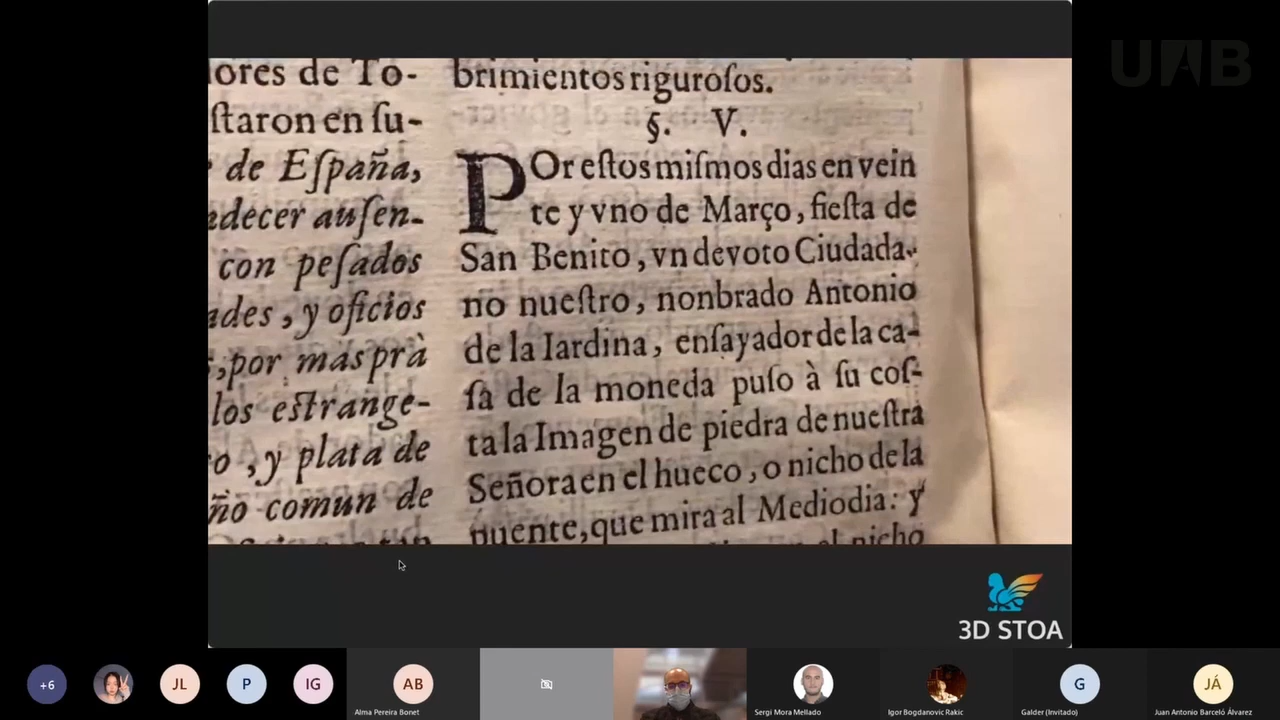 UAB
ores de To-
ſtaron en ſu-
de Eſpaña,
adecer auſen-
con peſados
ades, y oficios
, por mas prà
los eſtrange-
o, y plata de
ño comun de
brimientos riguroſos.
§. V.
POr eſtos miſmos dias en vein
te y vno de Março, fieſta de
San Benito, vn devoto Ciudada-
no nueſtro, nonbrado Antonio
de la Iardina, enſayador de la ca-
ſa de la moneda puſo à ſu coſ-
ta la Imagen de piedra de nueſtra
Señora en el hueco, o nicho de la
puente, que mira al Mediodia: y
el nicho
3D STOA
+6
JL
P
IG
AB
G
JÁ
Alma Pereira Bonet
Sergi Mora Mellado
Igor Bogdanovic Rakic
Galder (Invitado)
Juan Antonio Barceló Álvarez